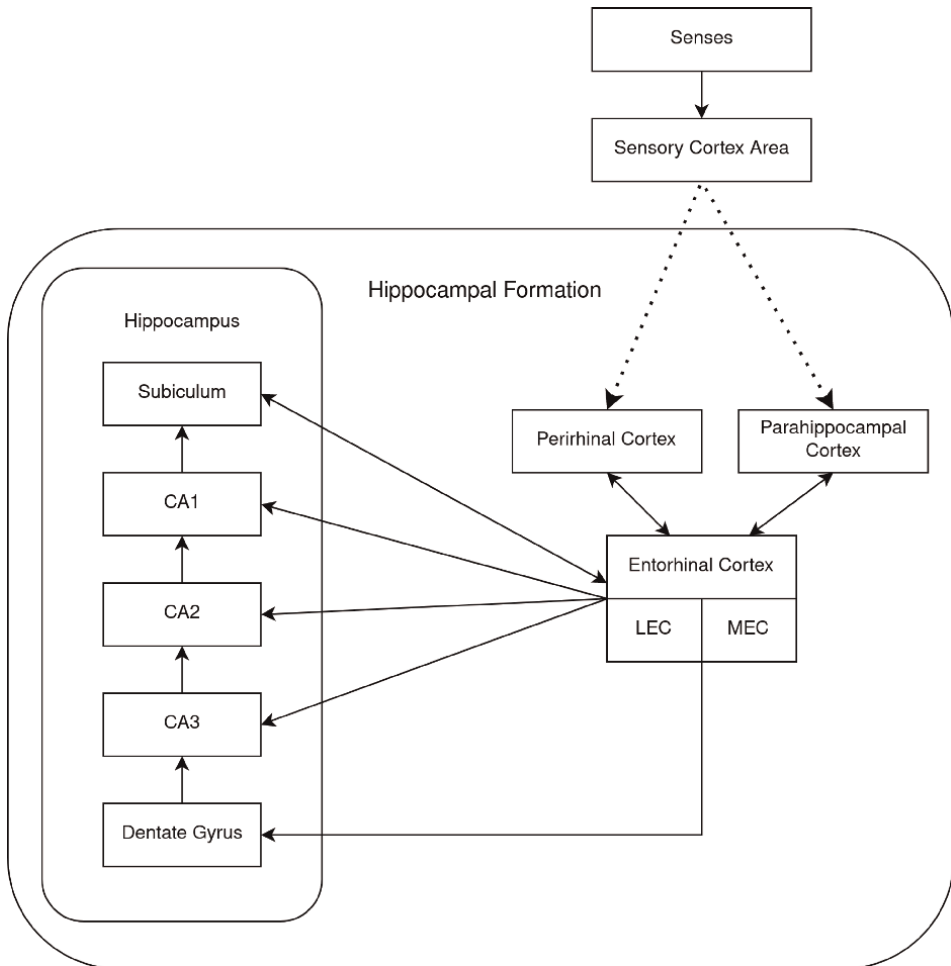 Senses
Sensory Cortex Area
Hippocampal Formation
Hippocampus
Subiculum
Perirhinal Cortex
Parahippocampal
Cortex
CA1
Entorhinal Cortex
CA2
LEC
MEC
CA3
Dentate Gyrus